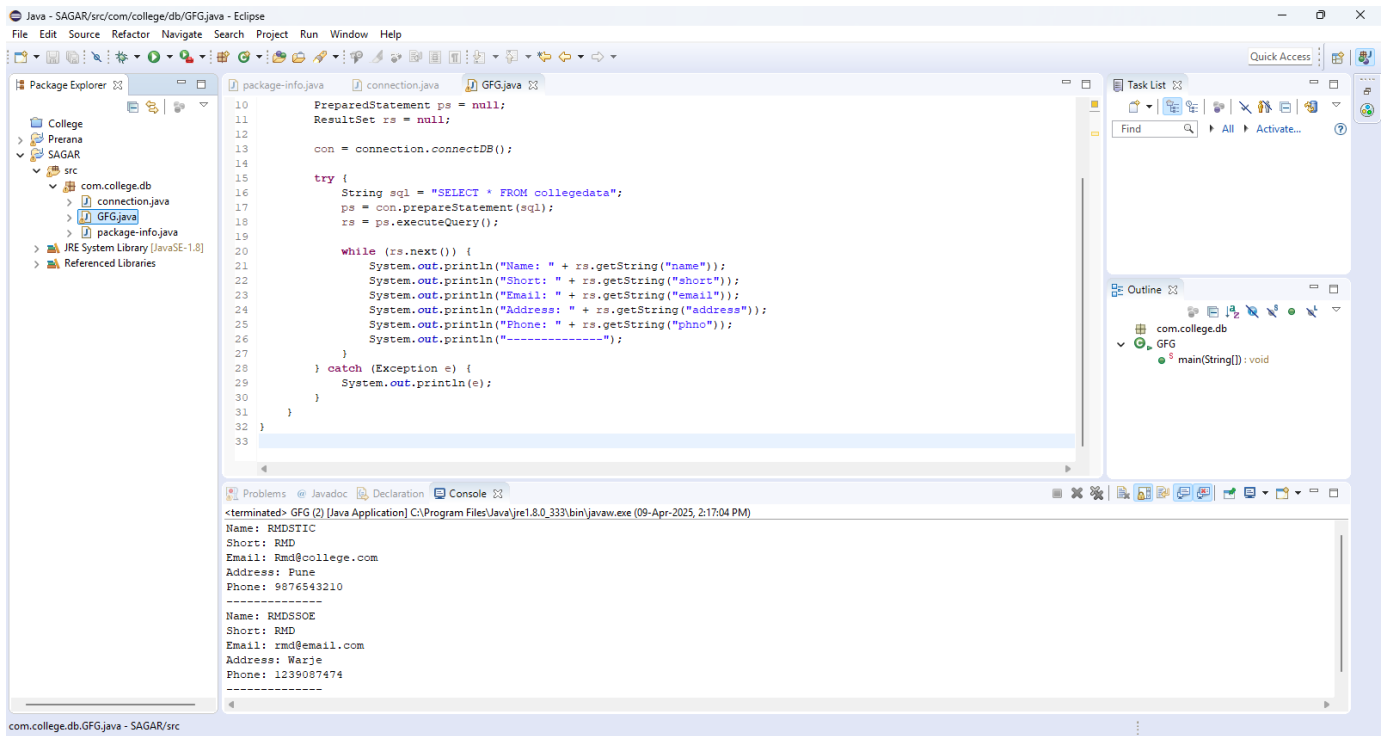 Java - SAGAR/src/com/college/db/GFG.java - Eclipse
File Edit Source Refactor Navigate Search Project Run Window Help
Quick Access
Package Explorer
College
Prerana
SAGAR
src
com.college.db
connection.java
GFG.java
package-info.java
JRE System Library [JavaSE-1.8]
Referenced Libraries
package-info.java connection.java GFG.java
10 PreparedStatement ps = null;
11 ResultSet rs = null;
12
13 con = connection.connectDB();
14
15 try {
16 String sql = "SELECT * FROM collegedata";
17 ps = con.prepareStatement(sql);
18 rs = ps.executeQuery();
19
20 while (rs.next()) {
21 System.out.println("Name: " + rs.getString("name"));
22 System.out.println("Short: " + rs.getString("short"));
23 System.out.println("Email: " + rs.getString("email"));
24 System.out.println("Address: " + rs.getString("address"));
25 System.out.println("Phone: " + rs.getString("phno"));
26 System.out.println("--------------");
27 }
28 } catch (Exception e) {
29 System.out.println(e);
30 }
31 }
32 }
33
Task List
Find All Activate...
Outline
com.college.db
GFG
main(String[]) : void
Problems Javadoc Declaration Console
<terminated> GFG (2) [Java Application] C:\Program Files\Java\jre1.8.0_333\bin\javaw.exe (09-Apr-2025, 2:17:04 PM)
Name: RMDSTIC
Short: RMD
Email: Rmd@college.com
Address: Pune
Phone: 9876543210
--------------
Name: RMDSSOE
Short: RMD
Email: rmd@email.com
Address: Warje
Phone: 1239087474
--------------
com.college.db.GFG.java - SAGAR/src